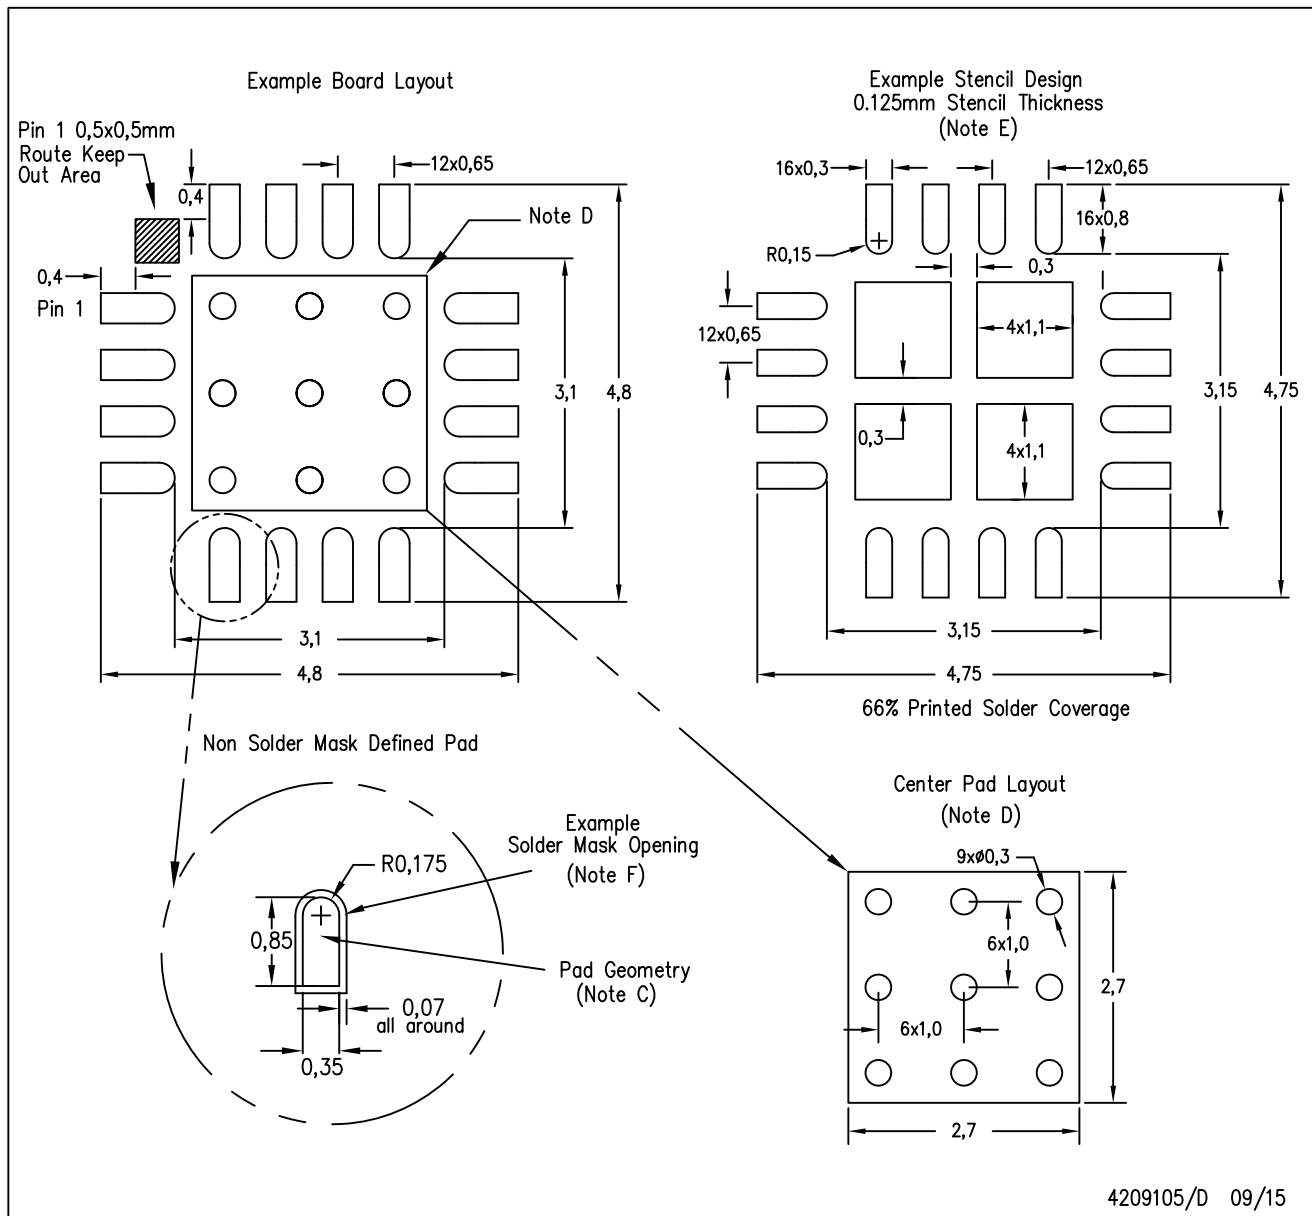 Example Board Layout
Pin 1 0,5x0,5mm
Route Keep
Out Area
12x0,65
0,4
Note D
0,4
Pin 1
3,1
4,8
3,1
4,8
Example Stencil Design
0.125mm Stencil Thickness
(Note E)
16x0,3
12x0,65
16x0,8
R0,15
0,3
12x0,65
4x1,1
3,15
4,75
0,3
4x1,1
3,15
4,75
66% Printed Solder Coverage
Non Solder Mask Defined Pad
Example
Solder Mask Opening
(Note F)
R0,175
0,85
Pad Geometry
(Note C)
0,07
all around
0,35
Center Pad Layout
(Note D)
9xø0,3
6x1,0
2,7
6x1,0
2,7
4209105/D 09/15